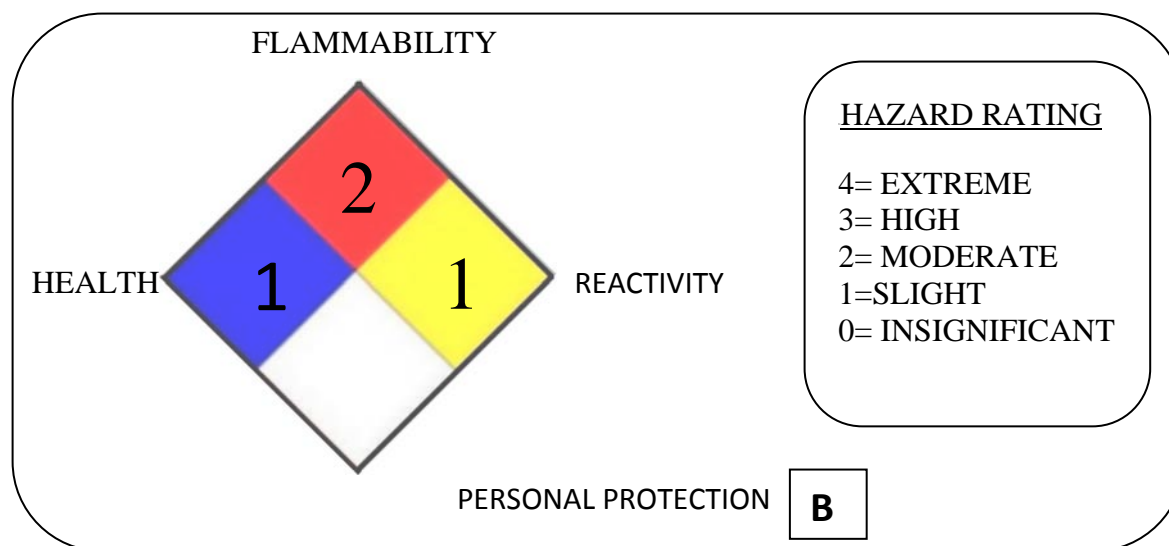 FLAMMABILITY
2
HEALTH
1
1
REACTIVITY
PERSONAL PROTECTION
B
HAZARD RATING
4= EXTREME
3= HIGH
2= MODERATE
1=SLIGHT
0= INSIGNIFICANT